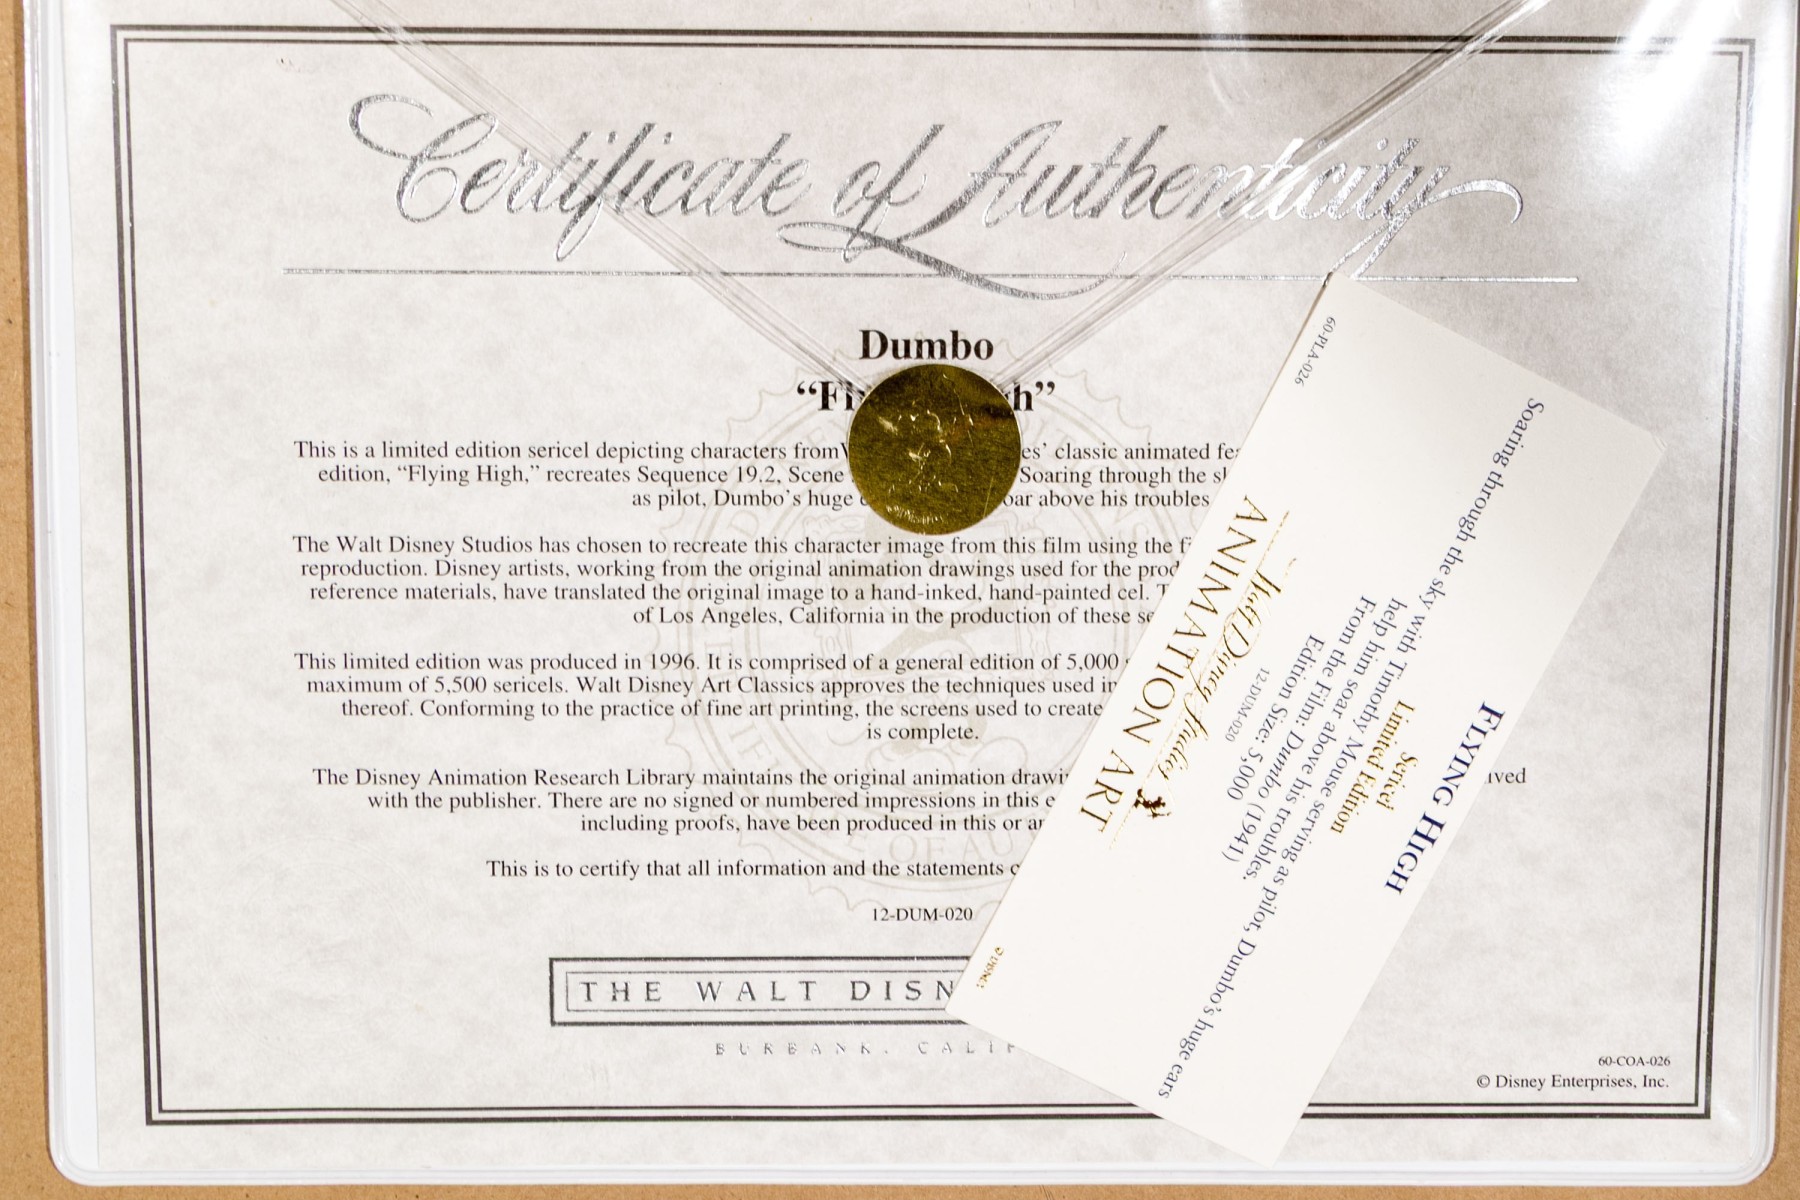 Certificate of Authenticity
Dumbo
"Fl h"
This is a limited edition sericel depicting characters from es' classic animated
edition, "Flying High," recreates Sequence 19.2, Scene Soaring through the
as pilot, Dumbo's huge oar above his troubles
The Walt Disney Studios has chosen to recreate this character image from this film using the
reproduction. Disney artists, working from the original animation drawings used for the
reference materials, have translated the original image to a hand-inked, hand-painted cel.
of Los Angeles, California in the production of these
This limited edition was produced in 1996. It is comprised of a general edition of 5,000
maximum of 5,500 sericels. Walt Disney Art Classics approves the techniques used in
thereof. Conforming to the practice of fine art printing, the screens used to create
is complete.
The Disney Animation Research Library maintains the original animation ived
with the publisher. There are no signed or numbered impressions in this
including proofs, have been produced in this or
This is to certify that all information and the statements
12-DUM-020
THE WALT DISN
BURBANK, CALIF
60-COA-026
© Disney Enterprises, Inc.
FLYING HIGH
Sericel
Limited Edition
Soaring through the sky with Timothy Mouse serving as pilot, Dumbo's huge ears
help him soar above his troubles.
From the Film: Dumbo (1941)
Edition Size: 5,000
12-DUM-020
Walt Disney Studios
ANIMATION ART
60-PLA-026
© DISNEY